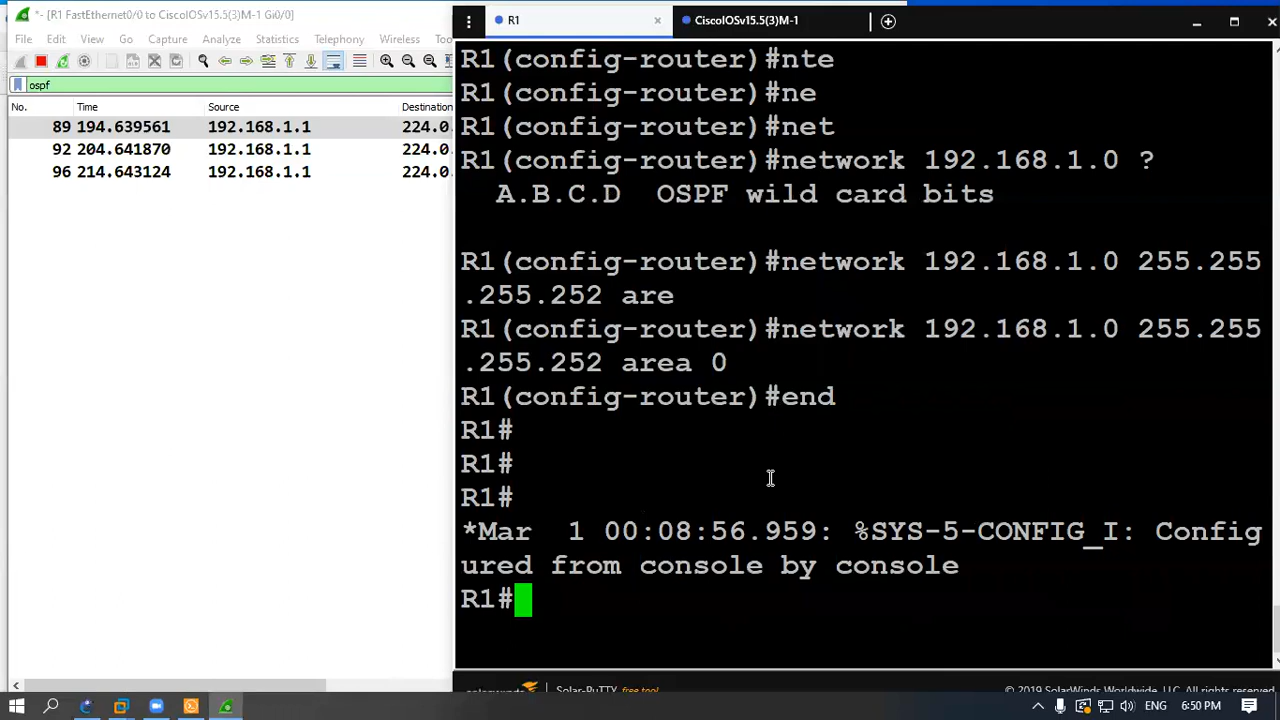 *- [R1 FastEthernet0/0 to CiscoIOSv15.5(3)M-1 Gi0/0]
File Edit View Go Capture Analyze Statistics Telephony Wireless
ospf
No. Time Source Destination
89 194.639561 192.168.1.1 224.0.
92 204.641870 192.168.1.1 224.0.
96 214.643124 192.168.1.1 224.0.
R1 × CiscoIOSv15.5(3)M-1
R1(config-router)#nte
R1(config-router)#ne
R1(config-router)#net
R1(config-router)#network 192.168.1.0 ?
A.B.C.D OSPF wild card bits
R1(config-router)#network 192.168.1.0 255.255
.255.252 are
R1(config-router)#network 192.168.1.0 255.255
.255.252 area 0
R1(config-router)#end
R1#
R1#
R1#
*Mar 1 00:08:56.959: %SYS-5-CONFIG_I: Config
ured from console by console
R1#
Solar-PuTTY free tool © 2019 SolarWinds Worldwide, LLC. All rights
ENG 6:50 PM